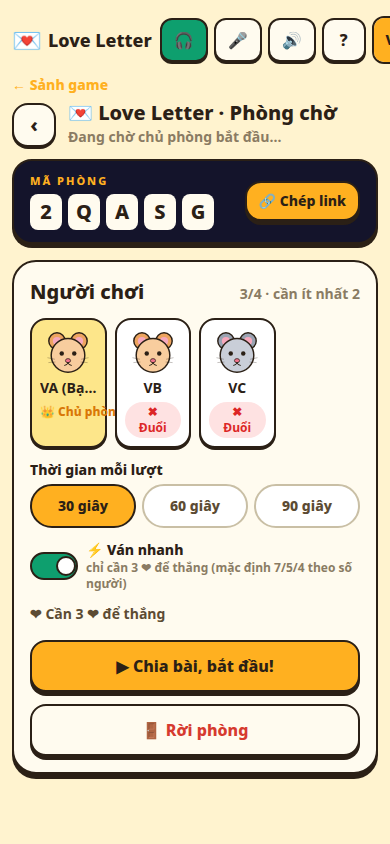 💌 Love Letter 🎧 🎤 🔊 ?
← Sảnh game
‹
💌 Love Letter · Phòng chờ
Đang chờ chủ phòng bắt đầu…
MÃ PHÒNG
2 Q A S G
🔗 Chép link
Người chơi
3/4 · cần ít nhất 2
VA (Bạ… VB VC
👑 Chủ phòn
✖ Đuổi
✖ Đuổi
Thời gian mỗi lượt
30 giây 60 giây 90 giây
⚡ Ván nhanh
chỉ cần 3 ❤ để thắng (mặc định 7/5/4 theo số
người)
❤ Cần 3 ❤ để thắng
▶ Chia bài, bắt đầu!
🚪 Rời phòng